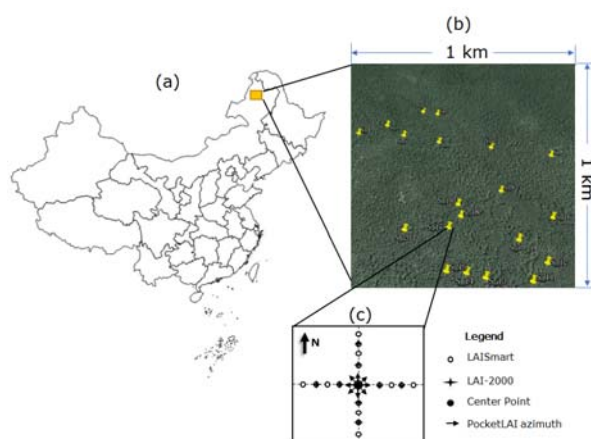 (b)
1 km
(a)
1 km
(c)
N
Legend
LAISmart
LAI-2000
Center Point
PocketLAI azimuth